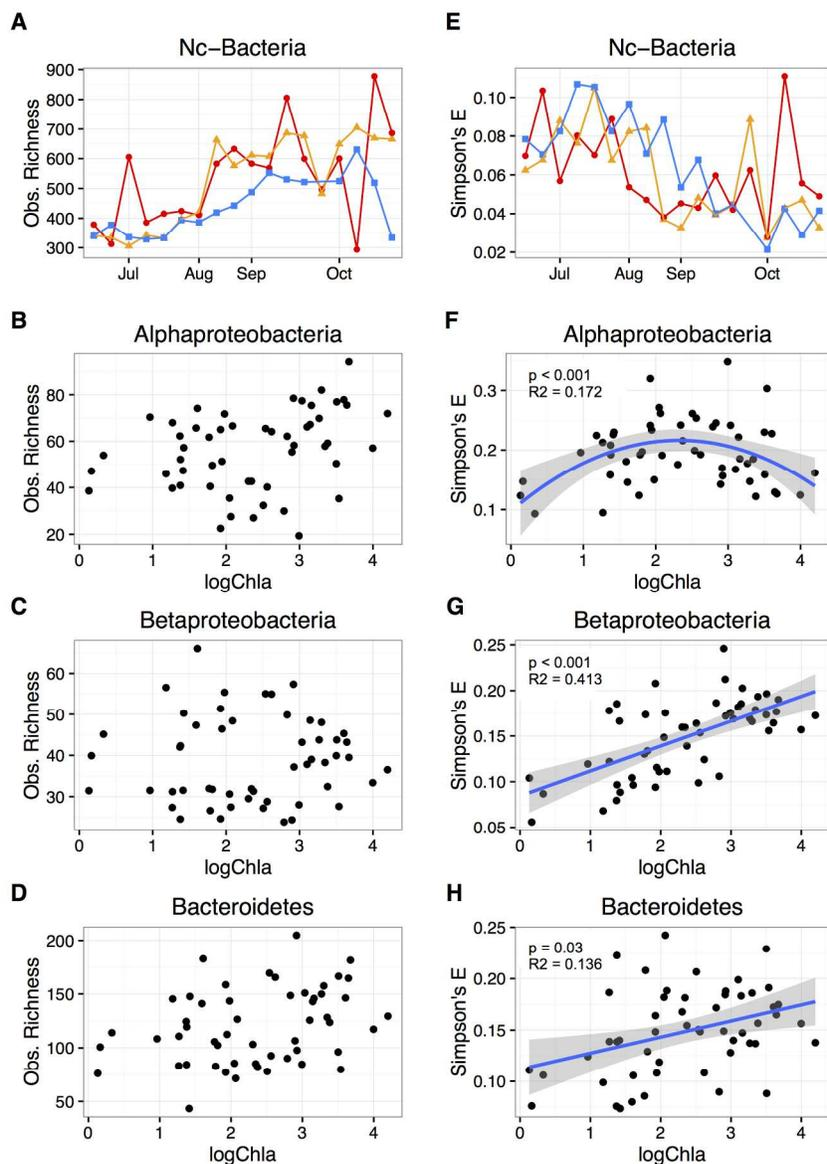 A
Nc−Bacteria
Obs. Richness
900
800
700
600
500
400
300
Jul Aug Sep Oct
E
Nc−Bacteria
Simpson's E
0.10
0.08
0.06
0.04
0.02
Jul Aug Sep Oct
B
Alphaproteobacteria
Obs. Richness
80
60
40
20
0 1 2 3 4
logChla
F
Alphaproteobacteria
p < 0.001
R2 = 0.172
Simpson's E
0.3
0.2
0.1
0 1 2 3 4
logChla
C
Betaproteobacteria
Obs. Richness
60
50
40
30
0 1 2 3 4
logChla
G
Betaproteobacteria
p < 0.001
R2 = 0.413
Simpson's E
0.25
0.20
0.15
0.10
0.05
0 1 2 3 4
logChla
D
Bacteroidetes
Obs. Richness
200
150
100
50
0 1 2 3 4
logChla
H
Bacteroidetes
p = 0.03
R2 = 0.136
Simpson's E
0.25
0.20
0.15
0.10
0 1 2 3 4
logChla